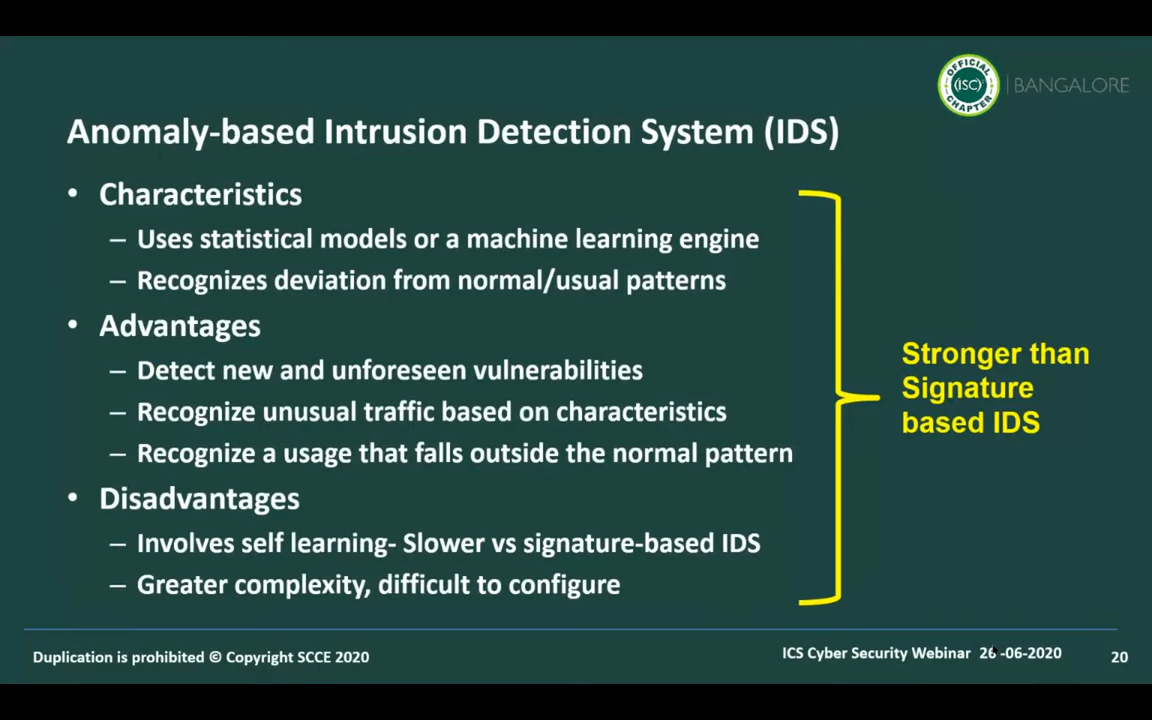 OFFICIAL
(ISC)
CHAPTER
BANGALORE
Anomaly-based Intrusion Detection System (IDS)
• Characteristics
– Uses statistical models or a machine learning engine
– Recognizes deviation from normal/usual patterns
• Advantages
– Detect new and unforeseen vulnerabilities
– Recognize unusual traffic based on characteristics
– Recognize a usage that falls outside the normal pattern
• Disadvantages
– Involves self learning- Slower vs signature-based IDS
– Greater complexity, difficult to configure
Stronger than
Signature
based IDS
Duplication is prohibited © Copyright SCCE 2020
ICS Cyber Security Webinar 26-06-2020
20